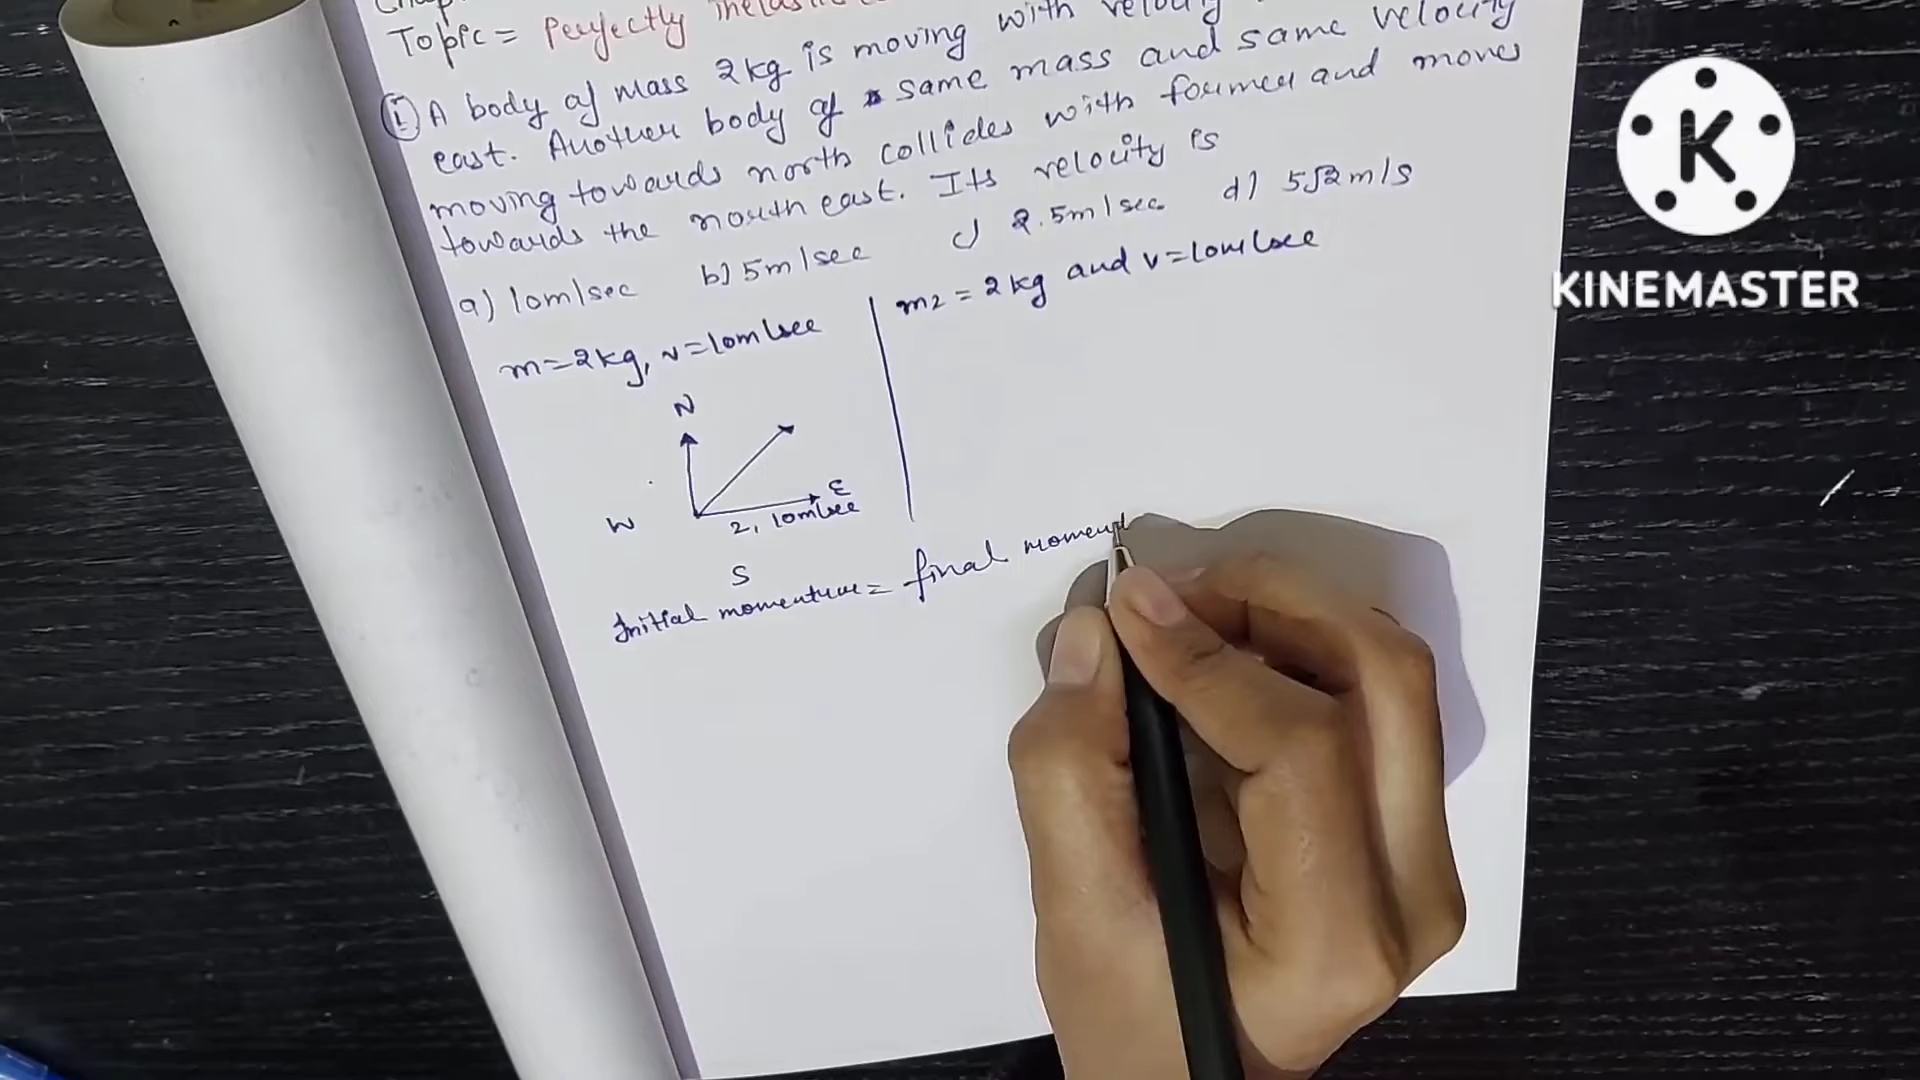 Topic = Perfectly
① A body of mass 2kg is moving with velocity
east. Another body of same mass and same velocity
moving towards north collides with former and moves
towards the north east. Its velocity is
a) 10m/sec b) 5m/sec c) 2.5m/sec d) 5√2m/s
m=2kg, v=10m/sec
m2 = 2kg and v=10m/sec
N
E
W
2, 10m/sec
S
Initial momentum = final moment
K
KINEMASTER